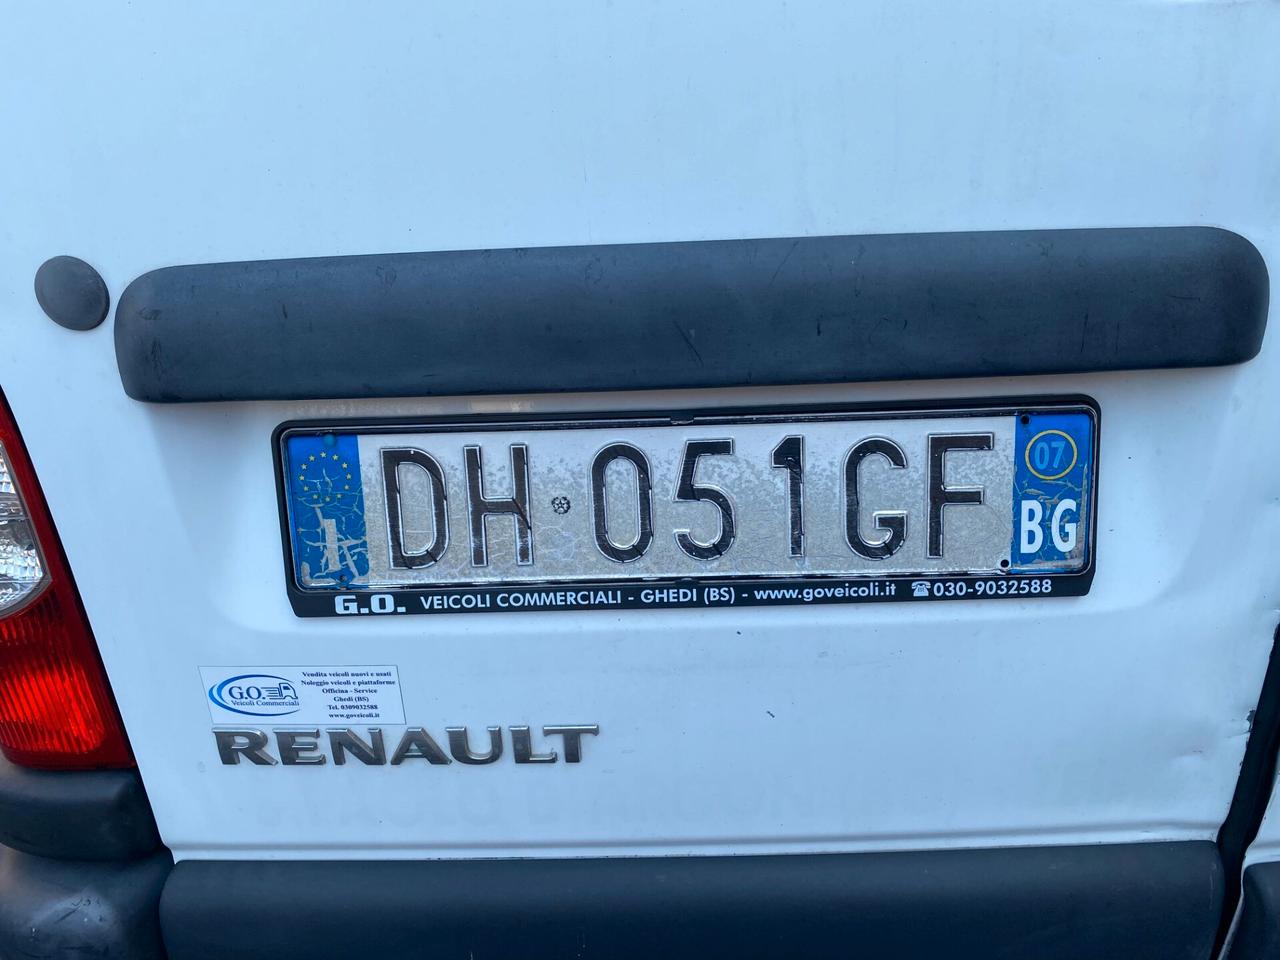 07
DH 051GF
BG
G.O. VEICOLI COMMERCIALI - GHEDI (BS) - www.goveicoli.it ☎030-9032588
G.O.
Veicoli Commerciali
Vendita veicoli nuovi e usati
Noleggio veicoli e piattaforme
Officina - Service
Ghedi (BS)
Tel. 0309032588
www.goveicoli.it
RENAULT